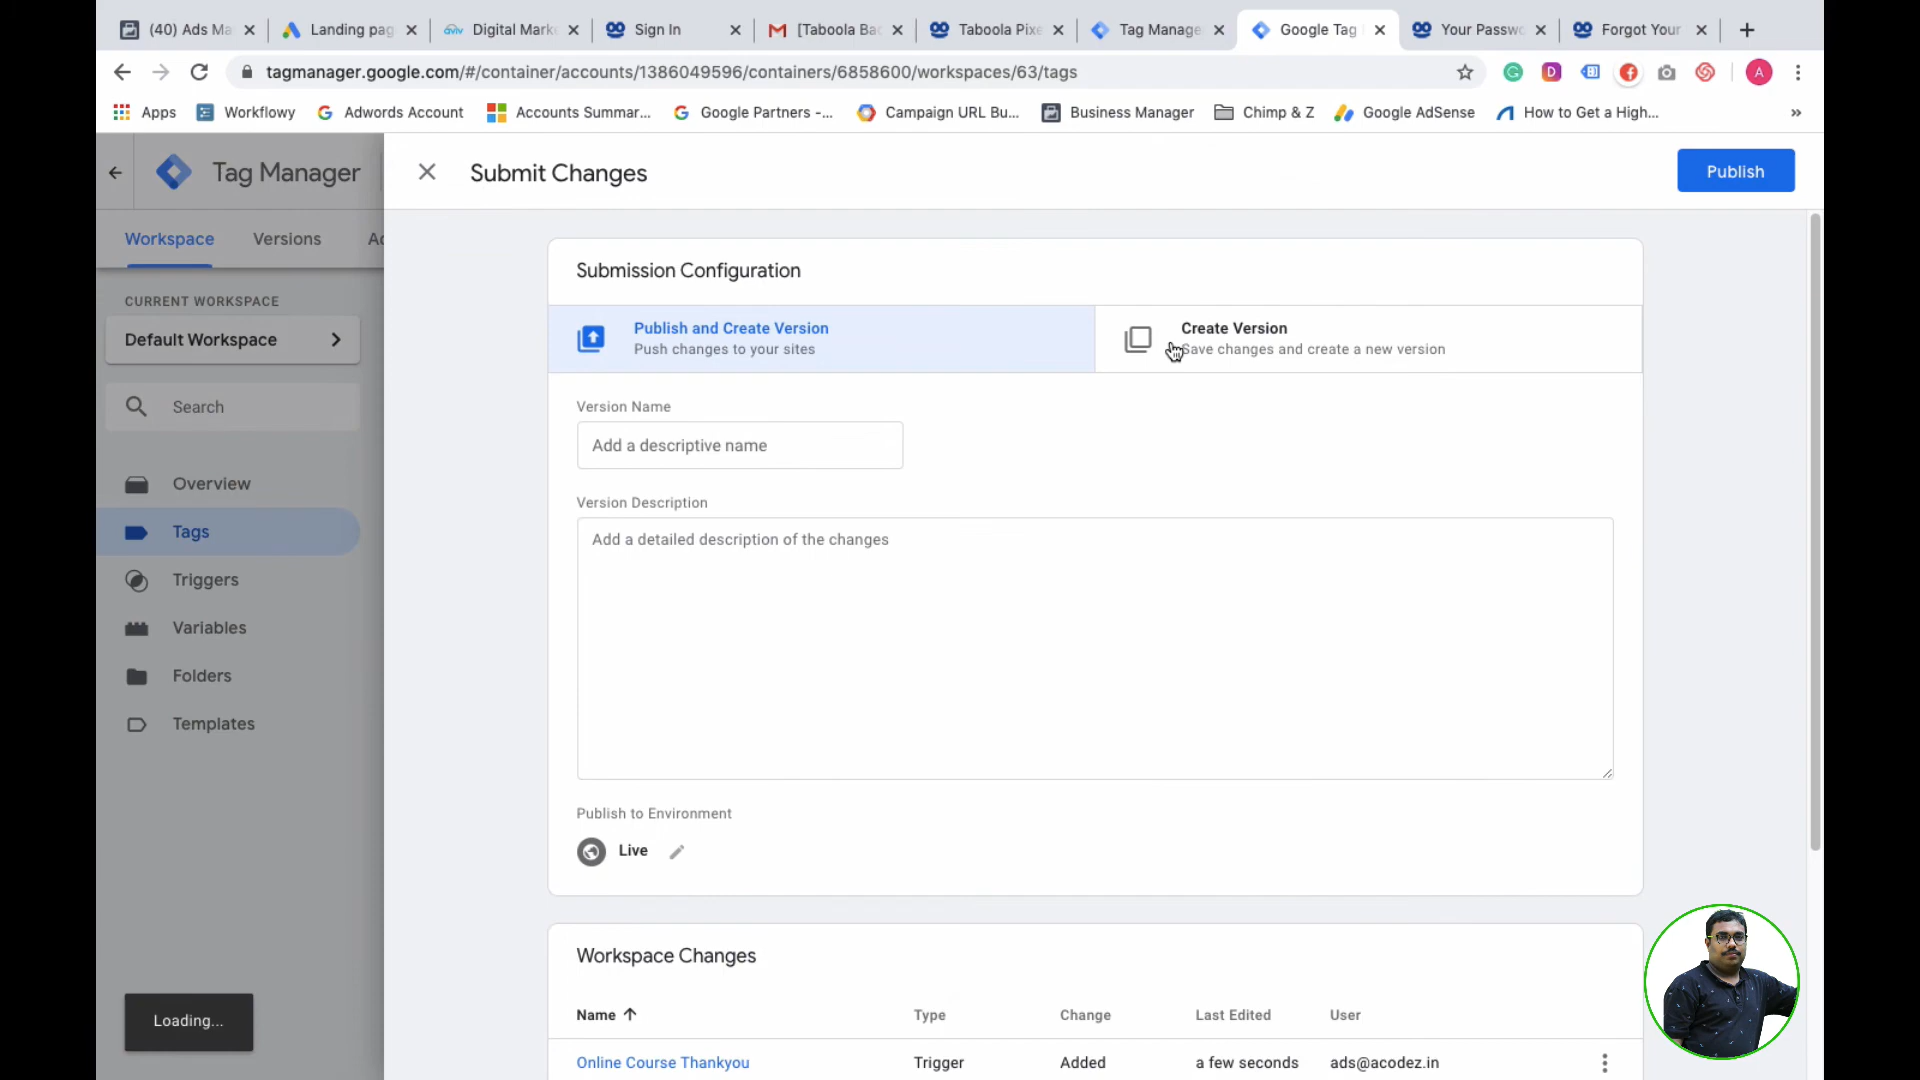 (40) Ads Ma
Landing pag
Digital Mark
Sign In
[Taboola Bac
Taboola Pixe
Tag Manage
Google Tag
Your Passwo
Forgot Your
tagmanager.google.com/#/container/accounts/1386049596/containers/6858600/workspaces/63/tags
A
Apps
Workflowy
Adwords Account
Accounts Summar...
Google Partners -...
Campaign URL Bu...
Business Manager
Chimp & Z
Google AdSense
How to Get a High...
»
Tag Manager
Submit Changes
Publish
Workspace
Versions
Ad
Submission Configuration
CURRENT WORKSPACE
Default Workspace
Publish and Create Version
Push changes to your sites
Create Version
Save changes and create a new version
Search
Version Name
Add a descriptive name
Overview
Tags
Triggers
Variables
Folders
Templates
Version Description
Add a detailed description of the changes
Publish to Environment
Live
Workspace Changes
Name
Type
Change
Last Edited
User
Online Course Thankyou
Trigger
Added
a few seconds
ads@acodez.in
Loading...